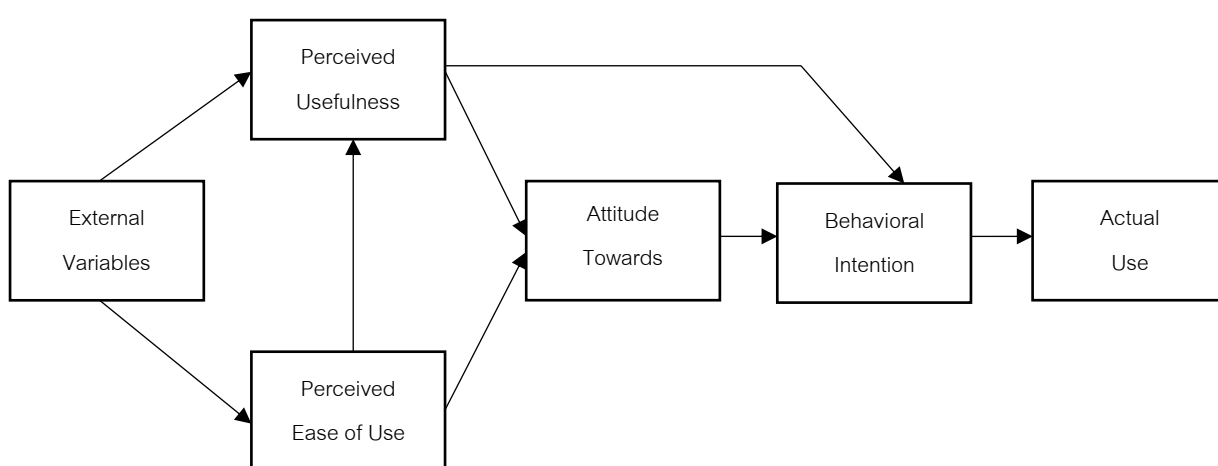 Perceived
Usefulness
External
Variables
Attitude
Towards
Behavioral
Intention
Actual
Use
Perceived
Ease of Use